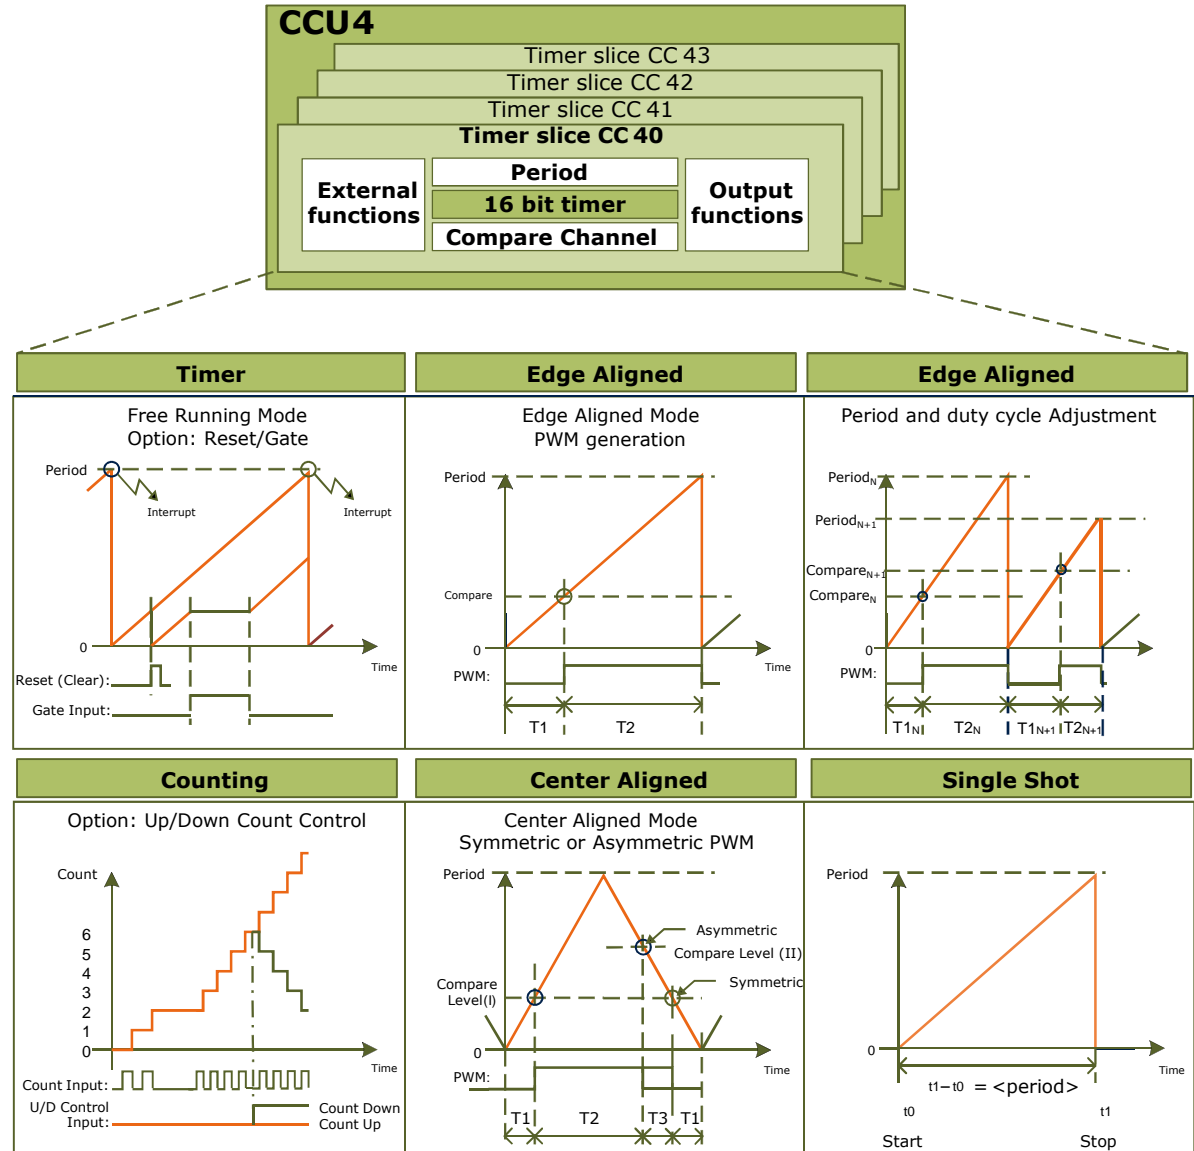 CCU4
Timer slice CC 43
Timer slice CC 42
Timer slice CC 41
Timer slice CC 40
External
functions
Period
16 bit timer
Compare Channel
Output
functions
Timer
Free Running Mode
Option: Reset/Gate
Period
Interrupt
Interrupt
0
Time
Reset (Clear):
Gate Input:
Edge Aligned
Edge Aligned Mode
PWM generation
Period
Compare
0
Time
PWM:
T1
T2
Edge Aligned
Period and duty cycle Adjustment
PeriodN
PeriodN+1
CompareN+1
CompareN
0
Time
PWM:
T1N
T2N
T1N+1
T2N+1
Counting
Option: Up/Down Count Control
Count
6
5
4
3
2
1
0
Time
Count Input:
U/D Control
Input:
Count Down
Count Up
Center Aligned
Center Aligned Mode
Symmetric or Asymmetric PWM
Period
Asymmetric
Compare Level (II)
Compare
Level(I)
Symmetric
0
Time
PWM:
T1
T2
T3
T1
Single Shot
Period
0
Time
t1−t0 = <period>
t0
t1
Start
Stop